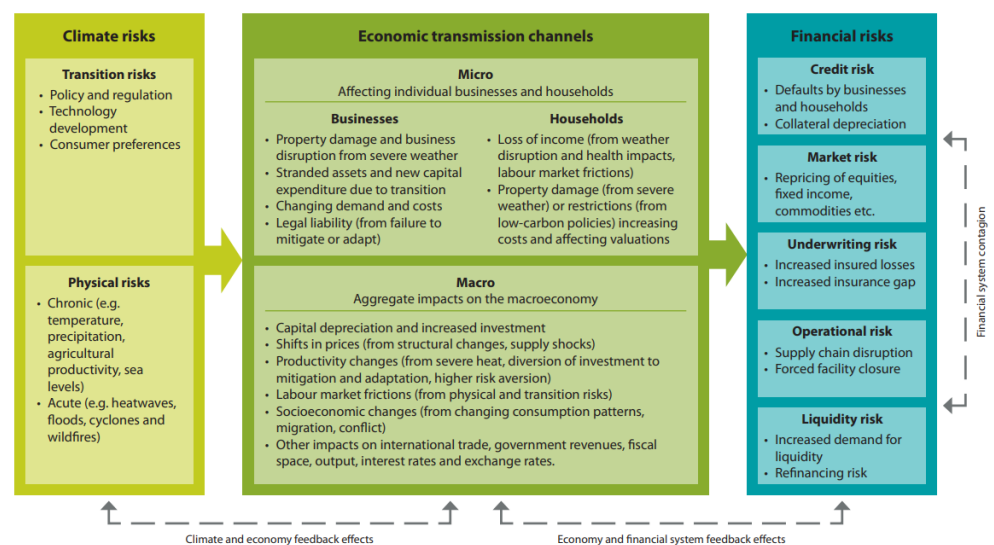 Climate risks
Transition risks
• Policy and regulation
• Technology
development
• Consumer preferences
Physical risks
• Chronic (e.g.
temperature,
precipitation,
agricultural
productivity, sea
levels)
• Acute (e.g. heatwaves,
floods, cyclones and
wildfires)
Economic transmission channels
Micro
Affecting individual businesses and households
Businesses
• Property damage and business
disruption from severe weather
• Stranded assets and new capital
expenditure due to transition
• Changing demand and costs
• Legal liability (from failure to
mitigate or adapt)
Households
• Loss of income (from weather
disruption and health impacts,
labour market frictions)
• Property damage (from severe
weather) or restrictions (from
low-carbon policies) increasing
costs and affecting valuations
Macro
Aggregate impacts on the macroeconomy
• Capital depreciation and increased investment
• Shifts in prices (from structural changes, supply shocks)
• Productivity changes (from severe heat, diversion of investment to
mitigation and adaptation, higher risk aversion)
• Labour market frictions (from physical and transition risks)
• Socioeconomic changes (from changing consumption patterns,
migration, conflict)
• Other impacts on international trade, government revenues, fiscal
space, output, interest rates and exchange rates.
Financial risks
Credit risk
• Defaults by businesses
and households
• Collateral depreciation
Market risk
• Repricing of equities,
fixed income,
commodities etc.
Underwriting risk
• Increased insured losses
• Increased insurance gap
Operational risk
• Supply chain disruption
• Forced facility closure
Liquidity risk
• Increased demand for
liquidity
• Refinancing risk
Financial system contagion
Climate and economy feedback effects
Economy and financial system feedback effects